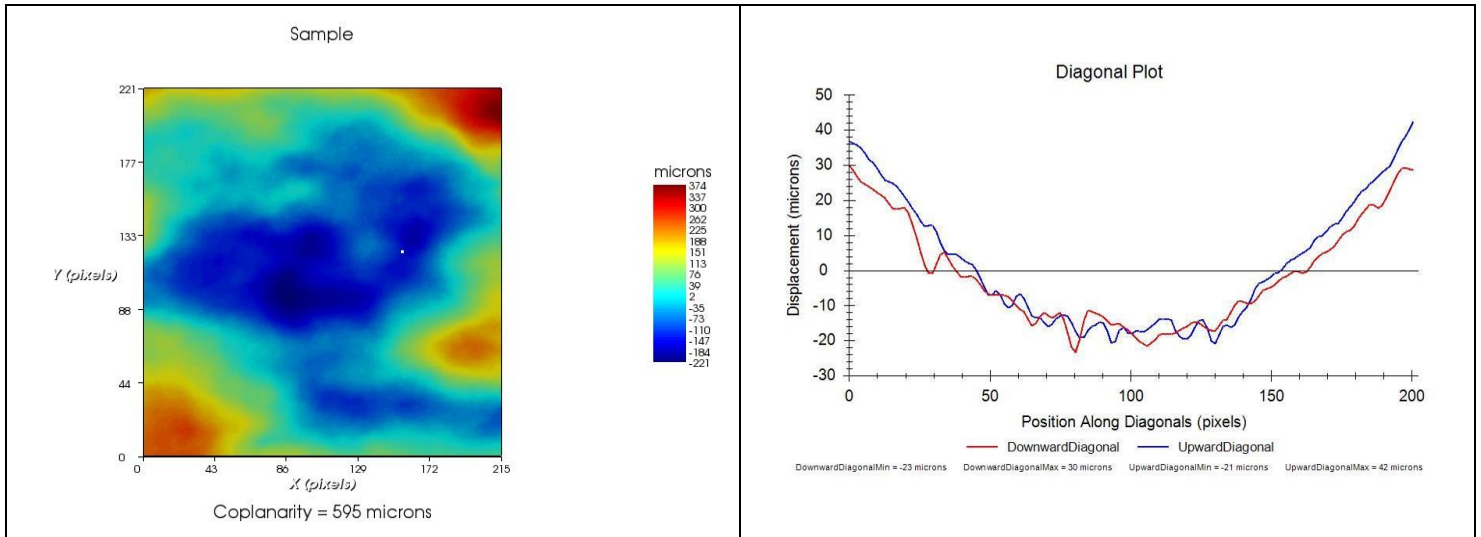 Sample
221
177
133
88
44
0
Y (pixels)
0 43 86 129 172 215
X (pixels)
Coplanarity = 595 microns
microns
374
337
300
262
225
188
151
113
76
39
2
-35
-73
-110
-147
-184
-221
Diagonal Plot
50
40
30
20
10
0
-10
-20
-30
Displacement (microns)
0 50 100 150 200
Position Along Diagonals (pixels)
DownwardDiagonal UpwardDiagonal
DownwardDiagonalMin = -23 microns DownwardDiagonalMax = 30 microns UpwardDiagonalMin = -21 microns UpwardDiagonalMax = 42 microns